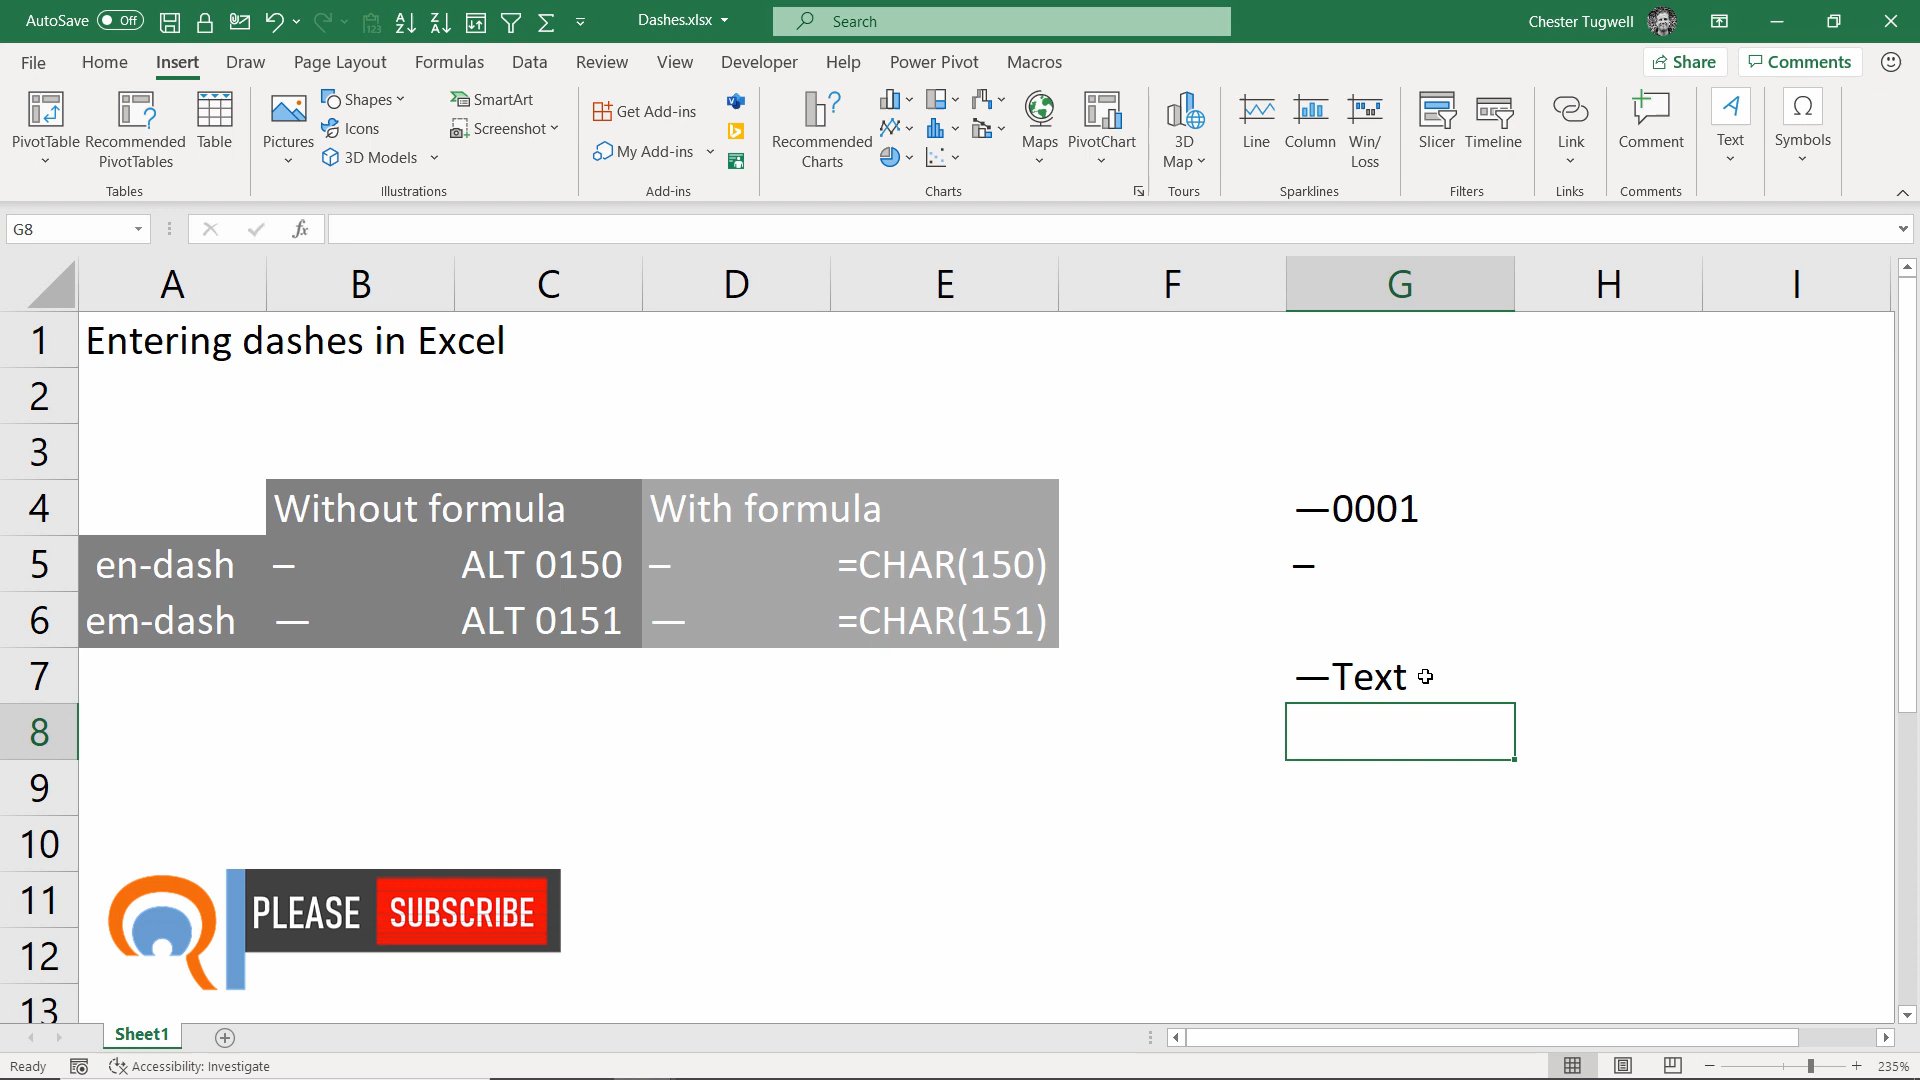 AutoSave Off Dashes.xlsx Search Chester Tugwell
File Home Insert Draw Page Layout Formulas Data Review View Developer Help Power Pivot Macros Share Comments
PivotTable
Recommended
PivotTables
Table
Tables
Pictures
Shapes
Icons
3D Models
SmartArt
Screenshot
Illustrations
Get Add-ins
My Add-ins
Add-ins
Recommended
Charts
Maps
PivotChart
Charts
3D
Map
Tours
Line
Column
Win/
Loss
Sparklines
Slicer
Timeline
Filters
Link
Links
Comment
Comments
Text
Symbols
G8 fx
A B C D E F G H I
1 Entering dashes in Excel
2
3
4 Without formula With formula —0001
5 en-dash – ALT 0150 – =CHAR(150) –
6 em-dash — ALT 0151 — =CHAR(151)
7 —Text
8
9
10
11 PLEASE SUBSCRIBE
12
13
Sheet1
Ready Accessibility: Investigate 235%